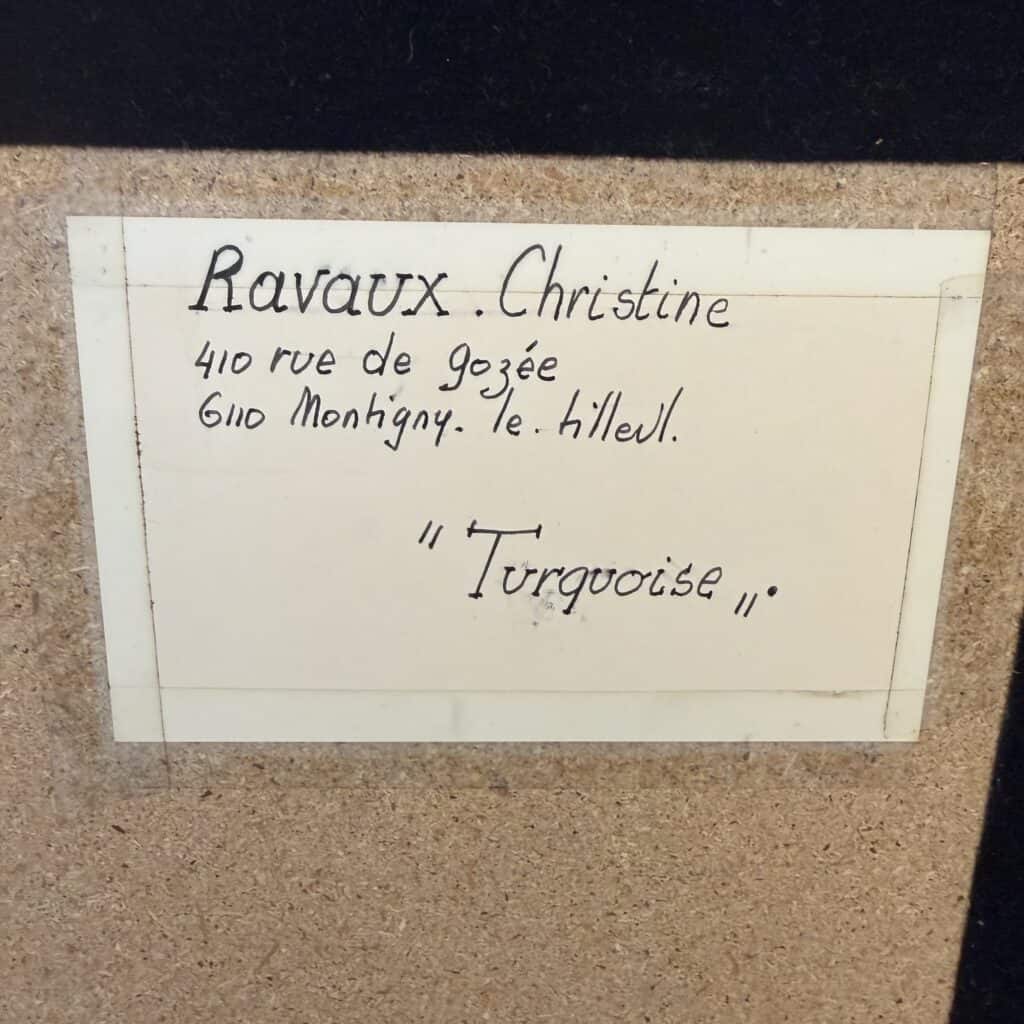 Ravaux. Christine
410 rue de gozée
6110 Montigny. le. tilleul.
"Turquoise".